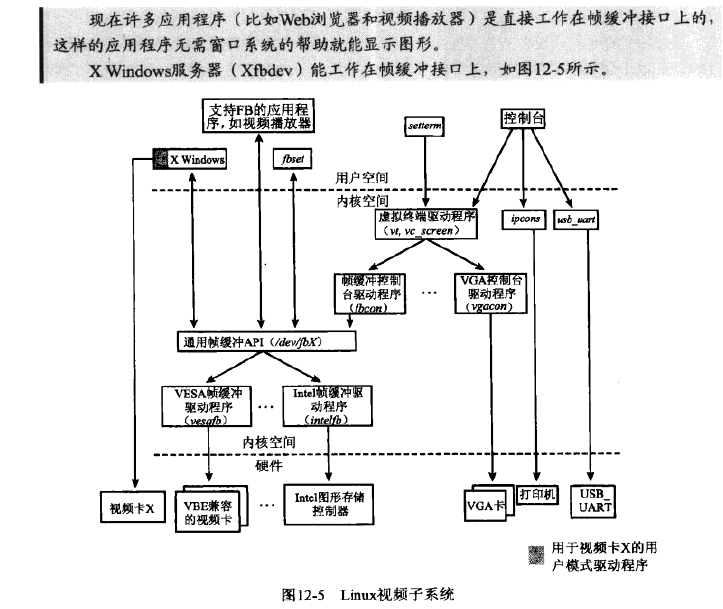 现在许多应用程序（比如Web浏览器和视频播放器）是直接工作在帧缓冲接口上的，
这样的应用程序无需窗口系统的帮助就能显示图形。
X Windows服务器（Xfbdev）能工作在帧缓冲接口上，如图12-5所示。
支持FB的应用程
序，如视频播放器
setterm
控制台
X Windows
fbset
用户空间
内核空间
虚拟终端驱动程序
（vt, vc_screen）
ipcons
usb_uart
帧缓冲控制
台驱动程序
（fbcon）
...
VGA控制台
驱动程序
（vgacon）
通用帧缓冲API（/dev/fbX）
VESA帧缓冲
驱动程序
（vesafb）
...
Intel帧缓冲驱
动程序
（intelfb）
内核空间
硬件
视频卡X
VBE兼容
的视频卡
...
Intel图形存储
控制器
VGA卡
打印机
USB_
UART
用于视频卡X的用
户模式驱动程序
图12-5 Linux视频子系统